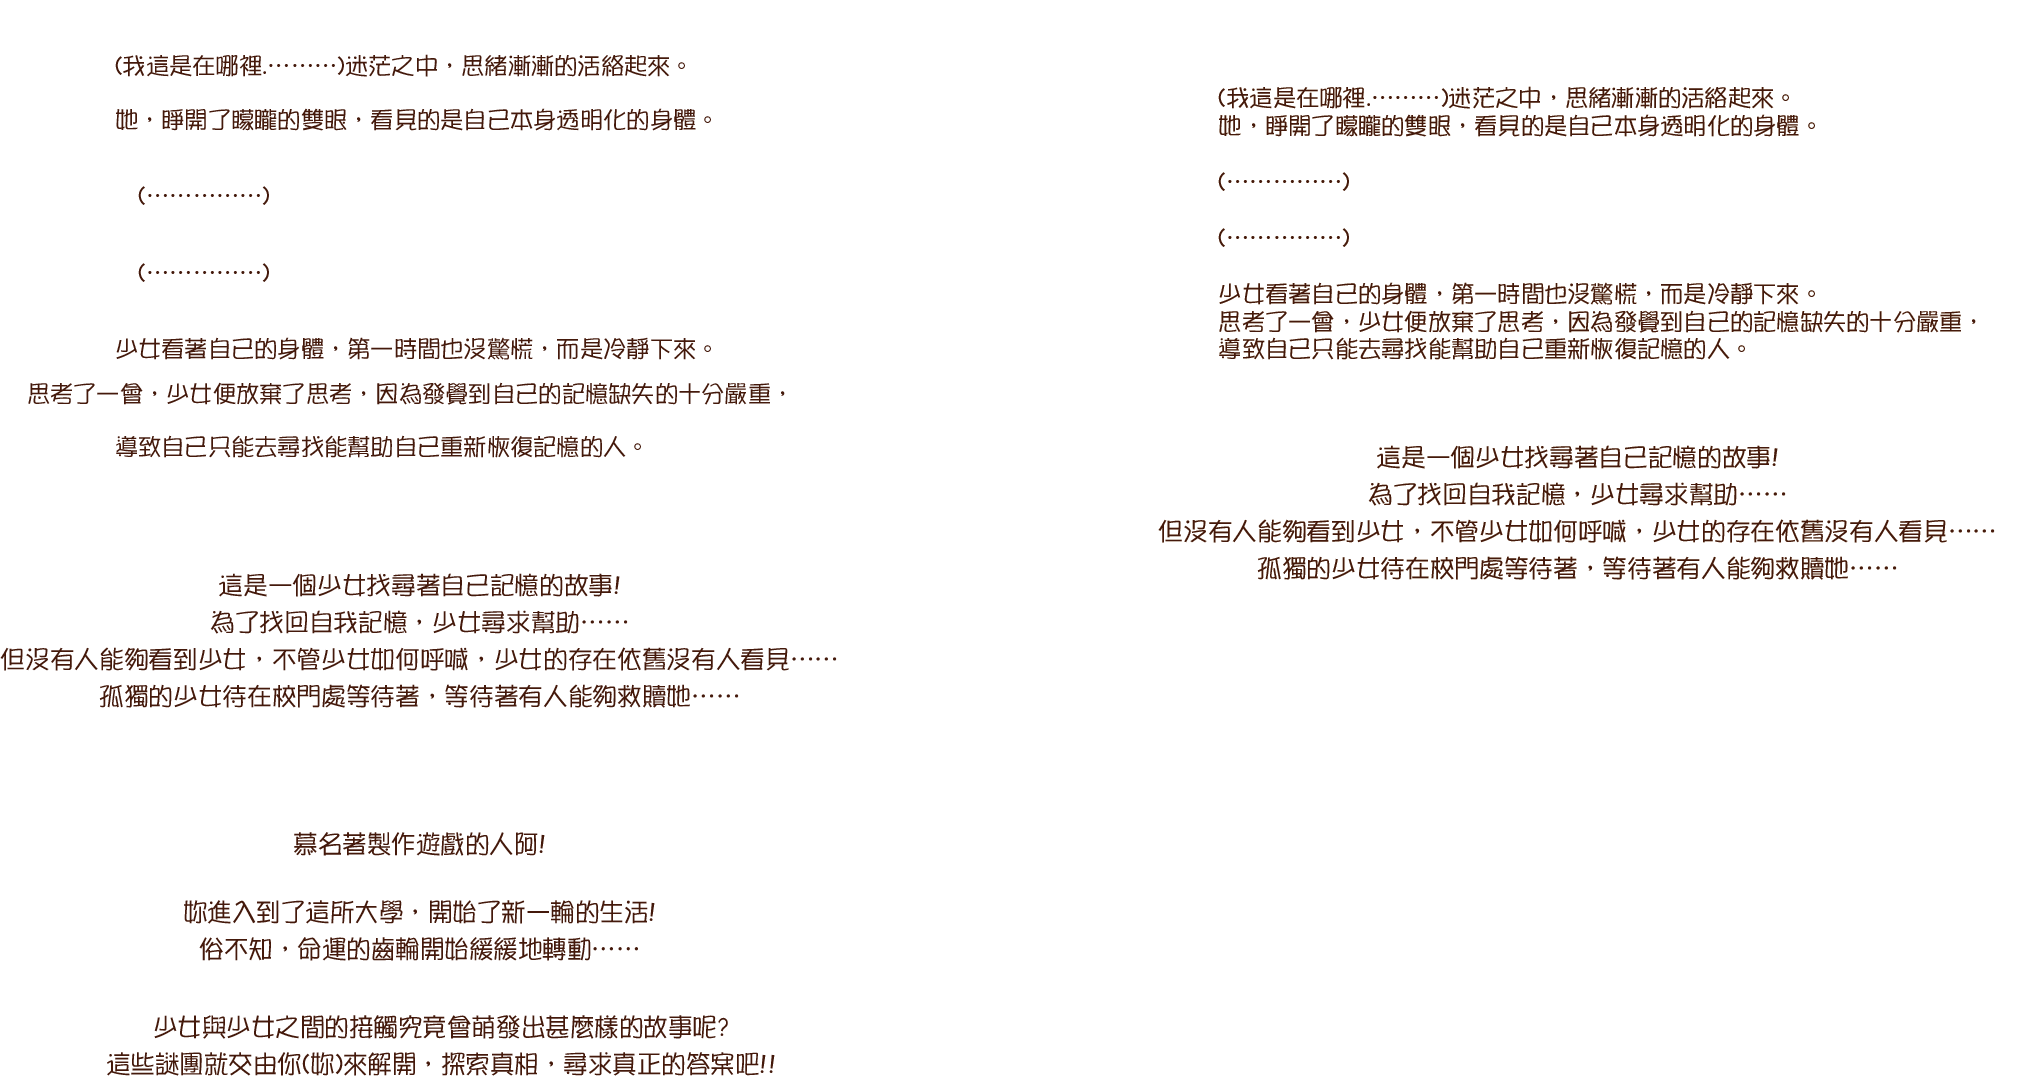 (我這是在哪裡.………)迷茫之中，思緒漸漸的活絡起來。
她，睜開了矇矓的雙眼，看見的是自己本身透明化的身體。
(……………)
(……………)
少女看著自己的身體，第一時間也沒驚慌，而是冷靜下來。
思考了一會，少女便放棄了思考，因為發覺到自己的記憶缺失的十分嚴重，
導致自己只能去尋找能幫助自己重新恢復記憶的人。
這是一個少女找尋著自己記憶的故事!
為了找回自我記憶，少女尋求幫助……
但沒有人能夠看到少女，不管少女如何呼喊，少女的存在依舊沒有人看見……
孤獨的少女待在校門處等待著，等待著有人能夠救贖她……
慕名著製作遊戲的人阿!
妳進入到了這所大學，開始了新一輪的生活!
俗不知，命運的齒輪開始緩緩地轉動……
少女與少女之間的接觸究竟會萌發出甚麼樣的故事呢?
這些謎團就交由你(妳)來解開，探索真相，尋求真正的答案吧!!
(我這是在哪裡.………)迷茫之中，思緒漸漸的活絡起來。
她，睜開了矇矓的雙眼，看見的是自己本身透明化的身體。
(……………)
(……………)
少女看著自己的身體，第一時間也沒驚慌，而是冷靜下來。
思考了一會，少女便放棄了思考，因為發覺到自己的記憶缺失的十分嚴重，
導致自己只能去尋找能幫助自己重新恢復記憶的人。
這是一個少女找尋著自己記憶的故事!
為了找回自我記憶，少女尋求幫助……
但沒有人能夠看到少女，不管少女如何呼喊，少女的存在依舊沒有人看見……
孤獨的少女待在校門處等待著，等待著有人能夠救贖她……